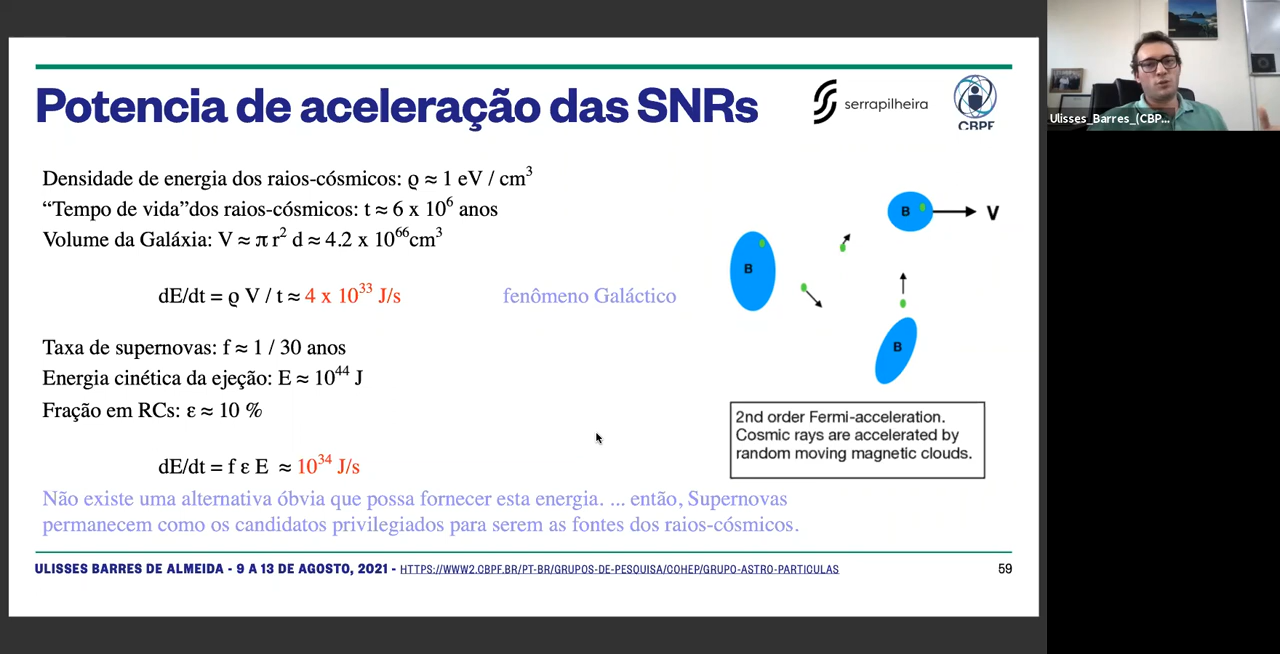 Potencia de aceleração das SNRs
serrapilheira
CBPF
Densidade de energia dos raios-cósmicos: ϱ ≈ 1 eV / cm³
“Tempo de vida”dos raios-cósmicos: t ≈ 6 x 10⁶ anos
Volume da Galáxia: V ≈ π r² d ≈ 4.2 x 10⁶⁶cm³
dE/dt = ϱ V / t ≈ 4 x 10³³ J/s
fenômeno Galáctico
Taxa de supernovas: f ≈ 1 / 30 anos
Energia cinética da ejeção: E ≈ 10⁴⁴ J
Fração em RCs: ε ≈ 10 %
dE/dt = f ε E ≈ 10³⁴ J/s
Não existe uma alternativa óbvia que possa fornecer esta energia. ... então, Supernovas
permanecem como os candidatos privilegiados para serem as fontes dos raios-cósmicos.
B
V
B
B
2nd order Fermi-acceleration.
Cosmic rays are accelerated by
random moving magnetic clouds.
ULISSES BARRES DE ALMEIDA - 9 A 13 DE AGOSTO, 2021 - HTTPS://WWW2.CBPF.BR/PT-BR/GRUPOS-DE-PESQUISA/COHEP/GRUPO-ASTRO-PARTICULAS
59
Ulisses_Barres_(CBP...